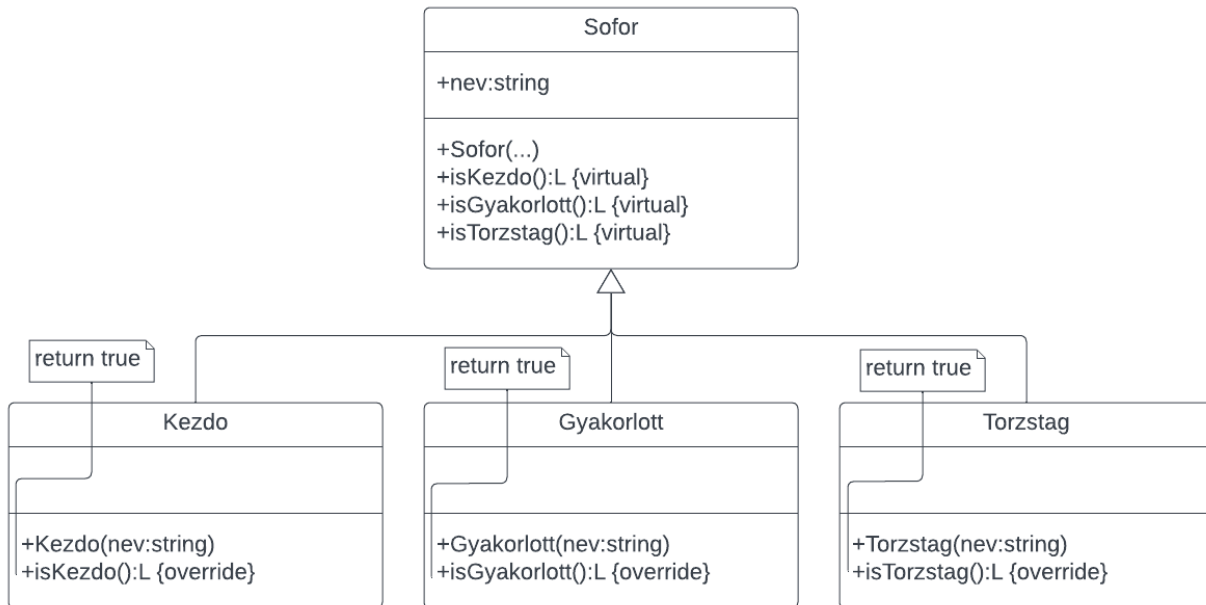 Sofor
+nev:string
+Sofor(...)
+isKezdo():L {virtual}
+isGyakorlott():L {virtual}
+isTorzstag():L {virtual}
return true
return true
return true
Kezdo
+Kezdo(nev:string)
+isKezdo():L {override}
Gyakorlott
+Gyakorlott(nev:string)
+isGyakorlott():L {override}
Torzstag
+Torzstag(nev:string)
+isTorzstag():L {override}